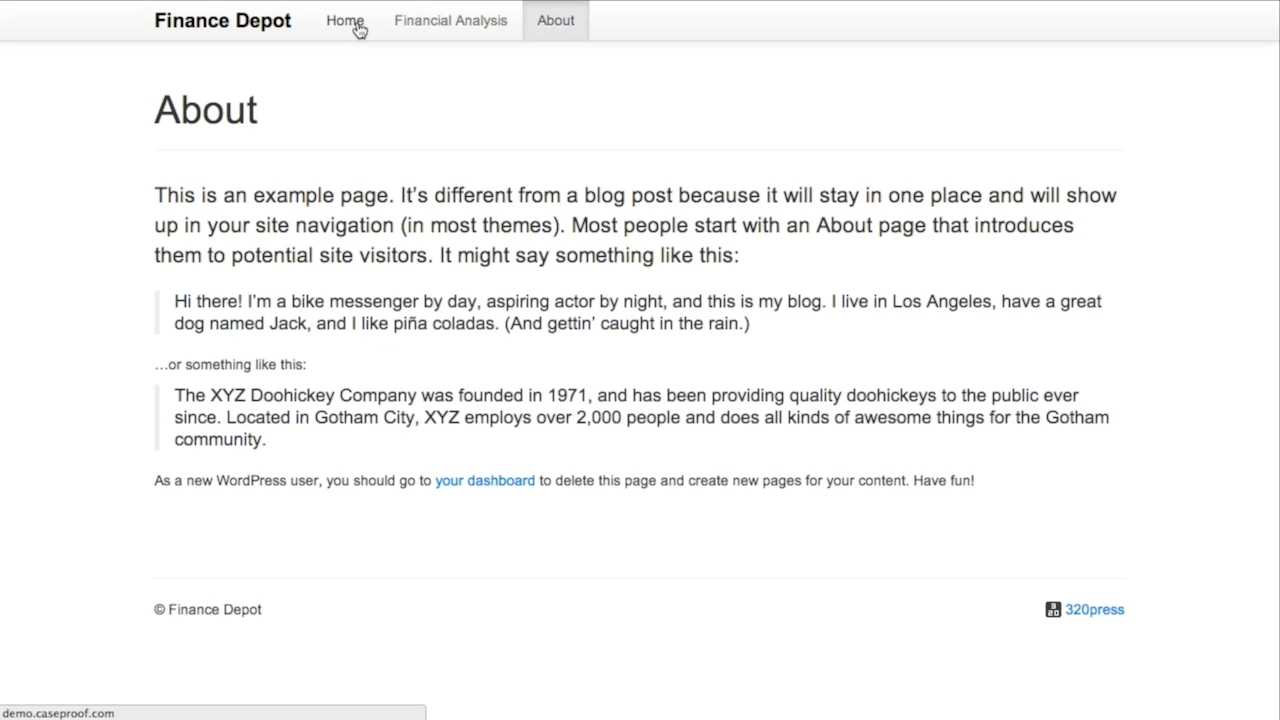 Finance Depot Home Financial Analysis About
About
This is an example page. It’s different from a blog post because it will stay in one place and will show
up in your site navigation (in most themes). Most people start with an About page that introduces
them to potential site visitors. It might say something like this:
Hi there! I’m a bike messenger by day, aspiring actor by night, and this is my blog. I live in Los Angeles, have a great
dog named Jack, and I like piña coladas. (And gettin’ caught in the rain.)
…or something like this:
The XYZ Doohickey Company was founded in 1971, and has been providing quality doohickeys to the public ever
since. Located in Gotham City, XYZ employs over 2,000 people and does all kinds of awesome things for the Gotham
community.
As a new WordPress user, you should go to your dashboard to delete this page and create new pages for your content. Have fun!
© Finance Depot 320press
demo.caseproof.com